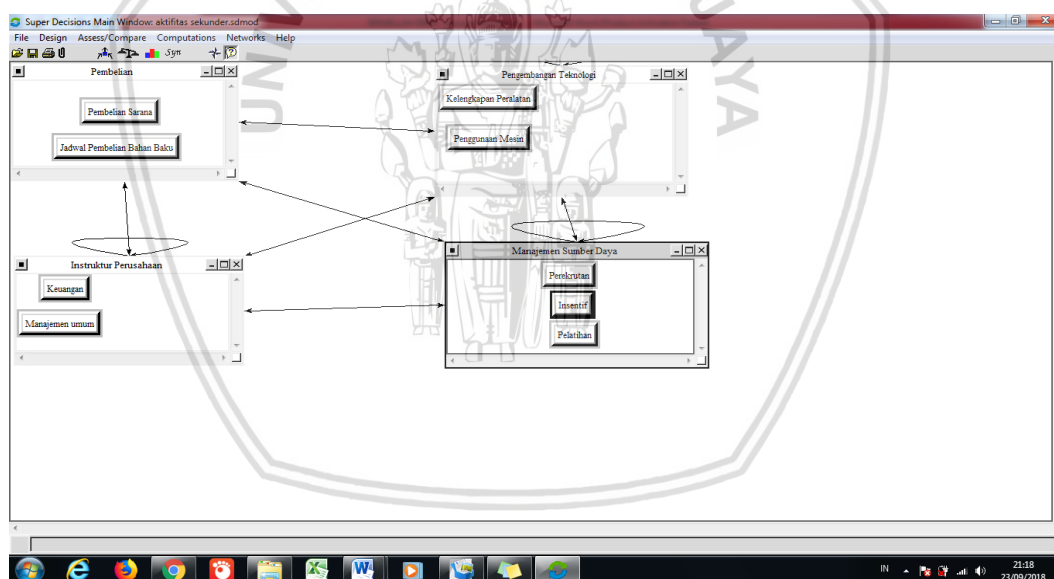 Super Decisions Main Window: aktifitas sekunder.sdmod
File Design Assess/Compare Computations Networks Help
Syn
Pembelian
Pembelian Sarana
Jadwal Pembelian Bahan Baku
Pengembangan Teknologi
Kelengkapan Peralatan
Penggunaan Mesin
Instruktur Perusahaan
Keuangan
Manajemen umum
Manajemen Sumber Daya
Perekrutan
Insentif
Pelatihan
IN
21:18
23/09/2018